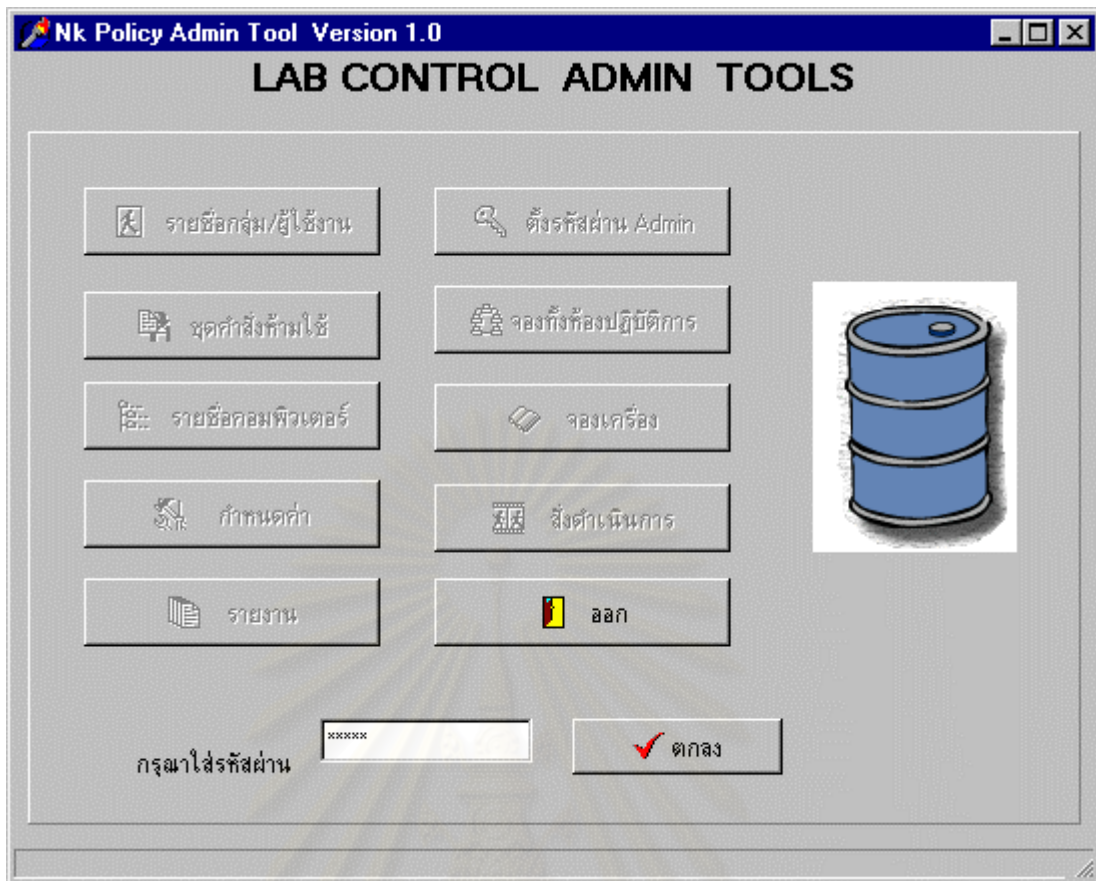 Nk Policy Admin Tool Version 1.0
LAB CONTROL ADMIN TOOLS
รายชื่อกลุ่ม/ผู้ใช้งาน
ตั้งรหัสผ่าน Admin
ชุดคำสั่งห้ามใช้
จองทั้งห้องปฏิบัติการ
รายชื่อคอมพิวเตอร์
จองเครื่อง
กำหนดค่า
สั่งดำเนินการ
รายงาน
ออก
กรุณาใส่รหัสผ่าน
*****
ตกลง